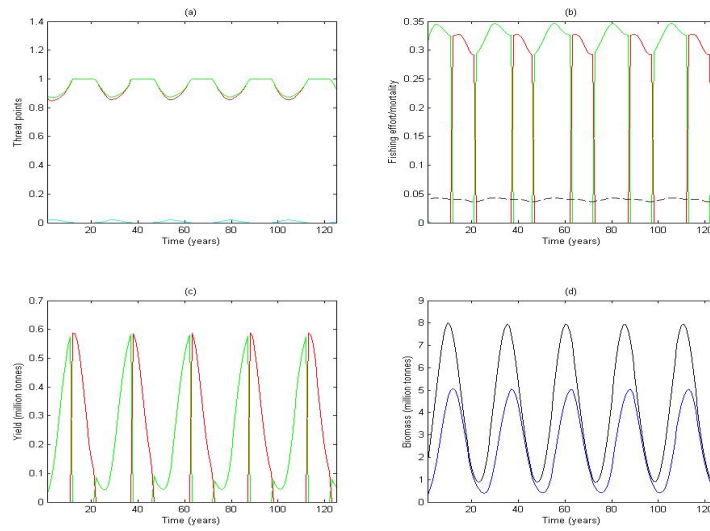 (a)
1.4
1.2
1
0.8
0.6
0.4
0.2
0
Threat points
20 40 60 80 100 120
Time (years)
(b)
0.35
0.3
0.25
0.2
0.15
0.1
0.05
0
Fishing effort/mortality
20 40 60 80 100 120
Time (years)
(c)
0.7
0.6
0.5
0.4
0.3
0.2
0.1
0
Yield (million tonnes)
20 40 60 80 100 120
Time (years)
(d)
9
8
7
6
5
4
3
2
1
0
Biomass (million tonnes)
20 40 60 80 100 120
Time (years)